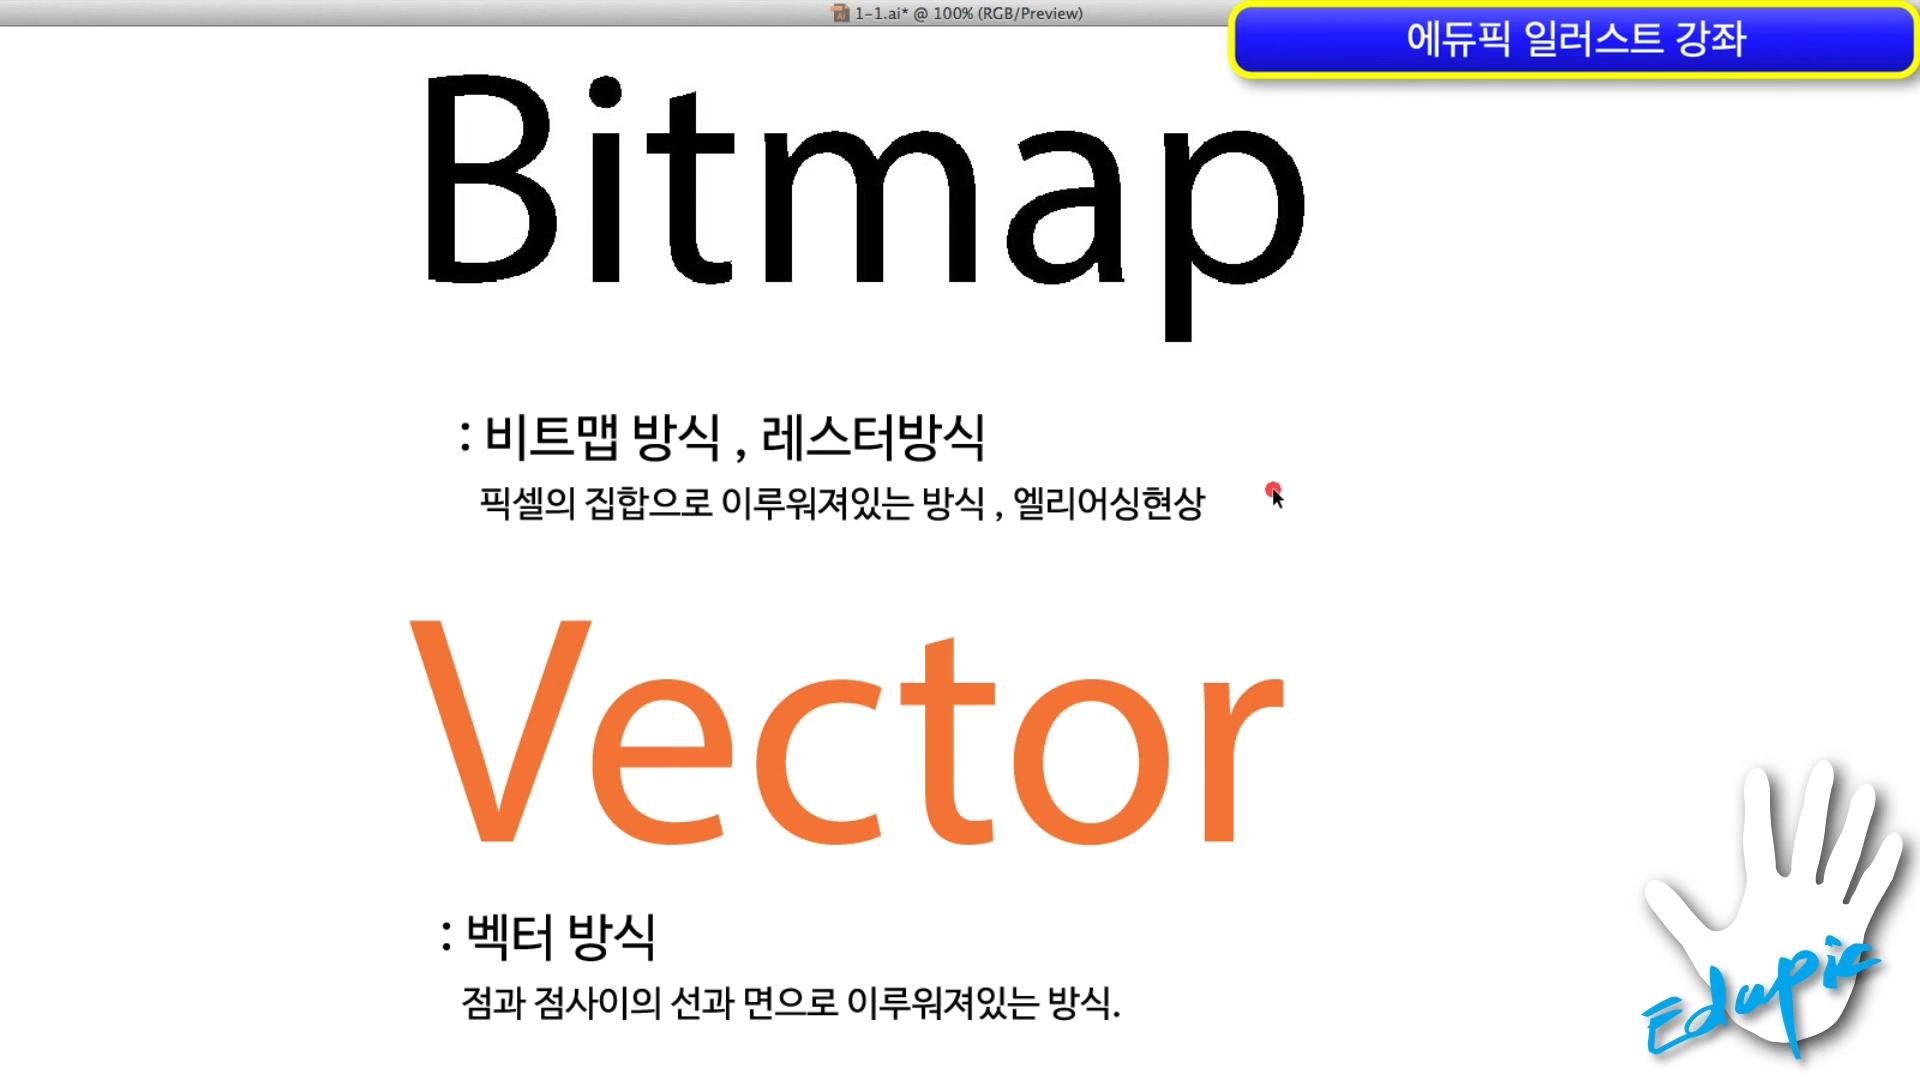 1-1.ai* @ 100% (RGB/Preview)
에듀픽 일러스트 강좌
Bitmap
: 비트맵 방식 , 레스터방식
픽셀의 집합으로 이루워져있는 방식 , 엘리어싱현상
Vector
: 벡터 방식
점과 점사이의 선과 면으로 이루워져있는 방식.
Edupic